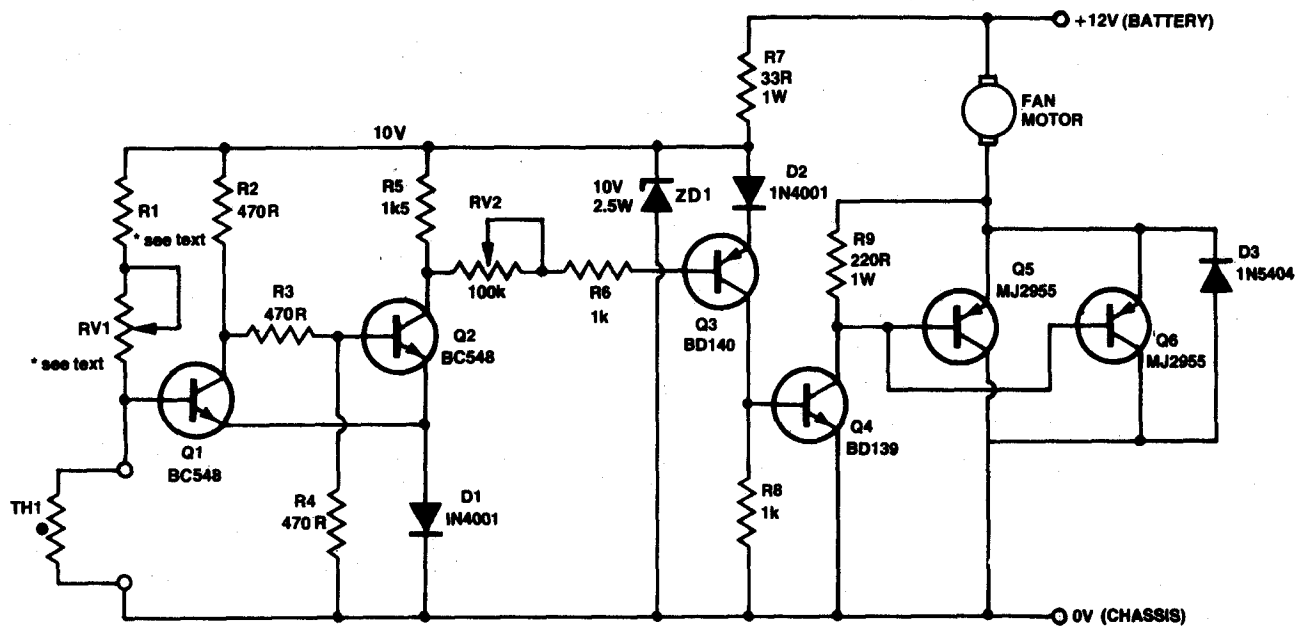 +12V (BATTERY)
R7
33R
1W
FAN
MOTOR
10V
R1
* see text
R2
470R
R5
1k5
RV2
100k
10V
2.5W
ZD1
D2
1N4001
R9
220R
1W
Q5
MJ2955
D3
1N5404
R3
470R
RV1
* see text
R6
1k
Q2
BC548
Q3
BD140
Q6
MJ2955
Q1
BC548
Q4
BD139
TH1
R4
470R
D1
IN4001
R8
1k
0V (CHASSIS)